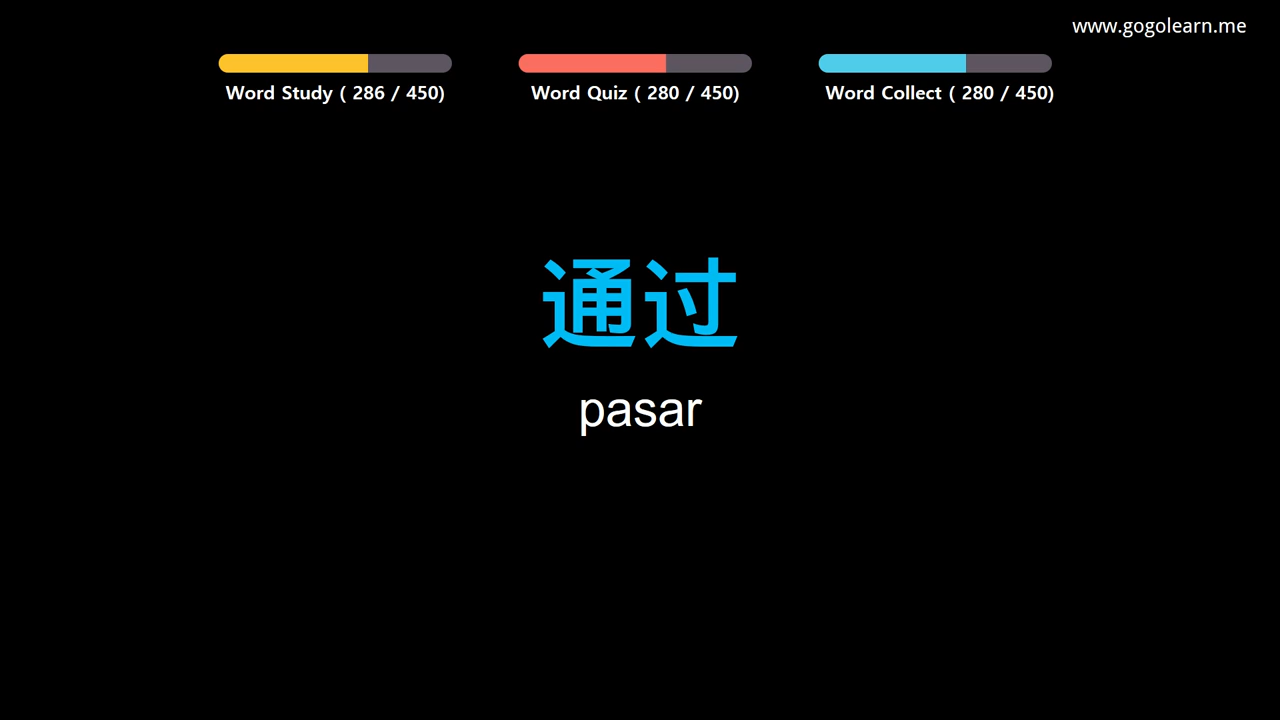 www.gogolearn.me
Word Study ( 286 / 450)
Word Quiz ( 280 / 450)
Word Collect ( 280 / 450)
通过
pasar